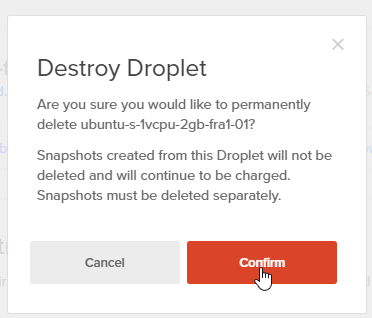 Destroy Droplet
Are you sure you would like to permanently
delete ubuntu-s-1vcpu-2gb-fra1-01?
Snapshots created from this Droplet will not be
deleted and will continue to be charged.
Snapshots must be deleted separately.
Cancel
Confirm